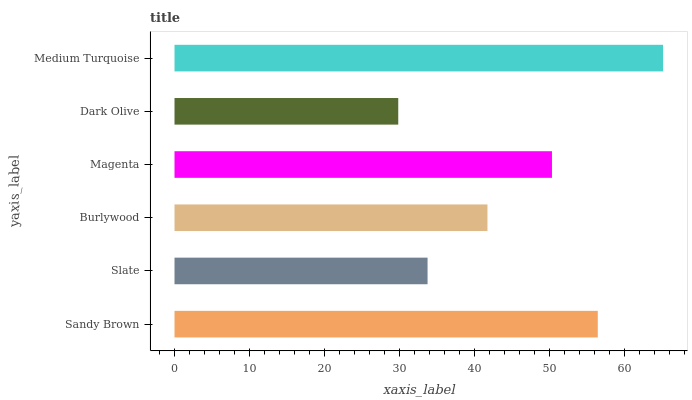 title
Medium Turquoise
Dark Olive
Magenta
Burlywood
Slate
Sandy Brown
yaxis_label
0 10 20 30 40 50 60
xaxis_label